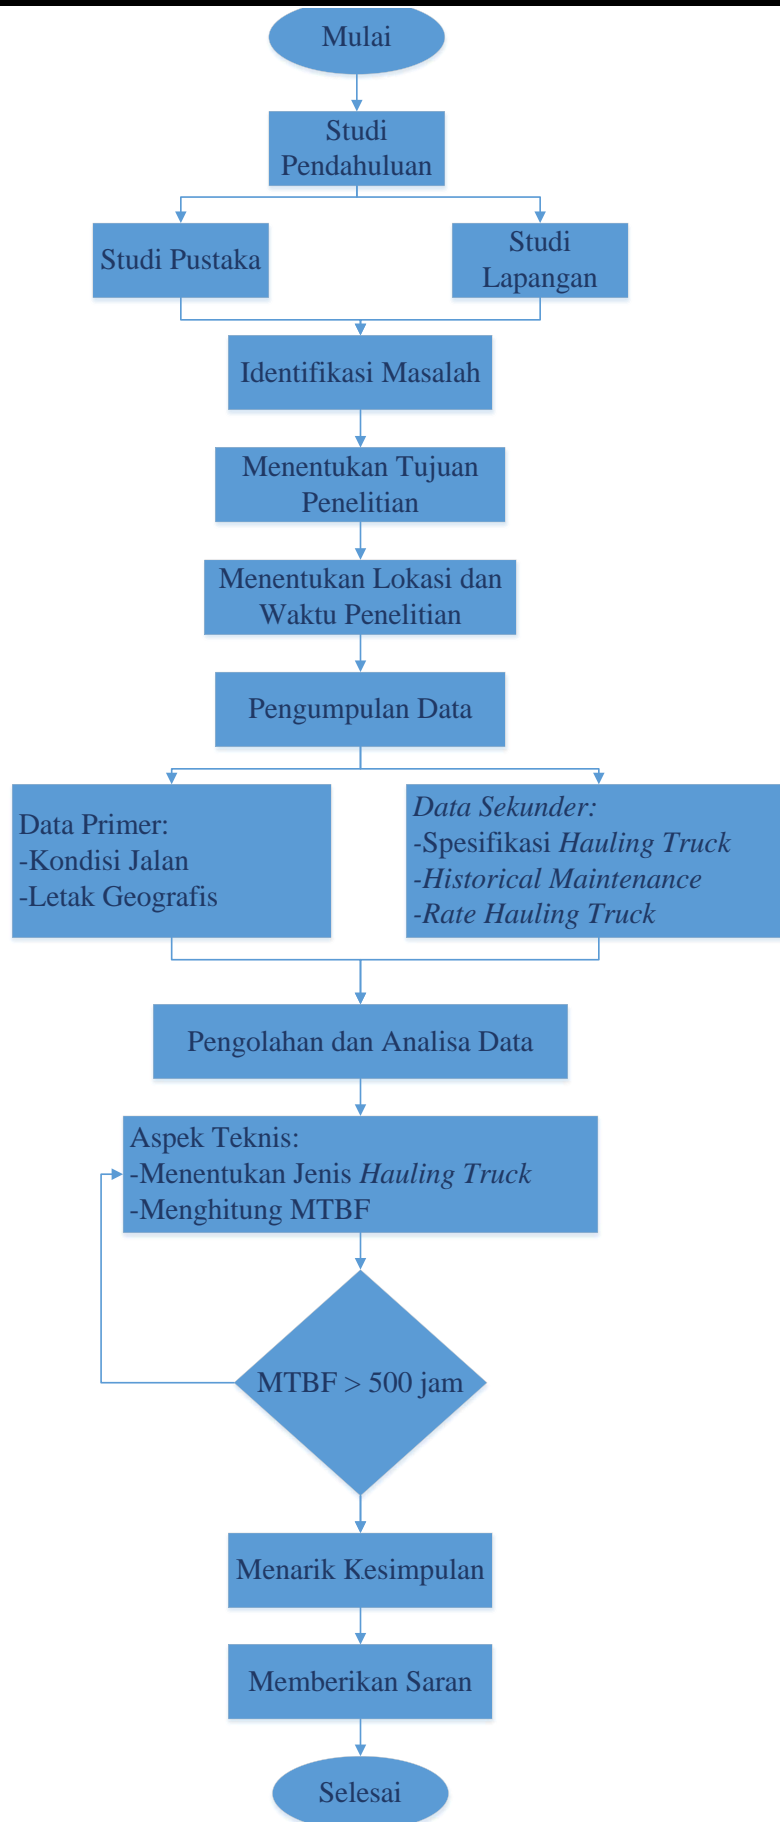 Mulai
Studi
Pendahuluan
Studi Pustaka
Studi
Lapangan
Identifikasi Masalah
Menentukan Tujuan
Penelitian
Menentukan Lokasi dan
Waktu Penelitian
Pengumpulan Data
Data Primer:
-Kondisi Jalan
-Letak Geografis
Data Sekunder:
-Spesifikasi Hauling Truck
-Historical Maintenance
-Rate Hauling Truck
Pengolahan dan Analisa Data
Aspek Teknis:
-Menentukan Jenis Hauling Truck
-Menghitung MTBF
MTBF > 500 jam
Menarik Kesimpulan
Memberikan Saran
Selesai